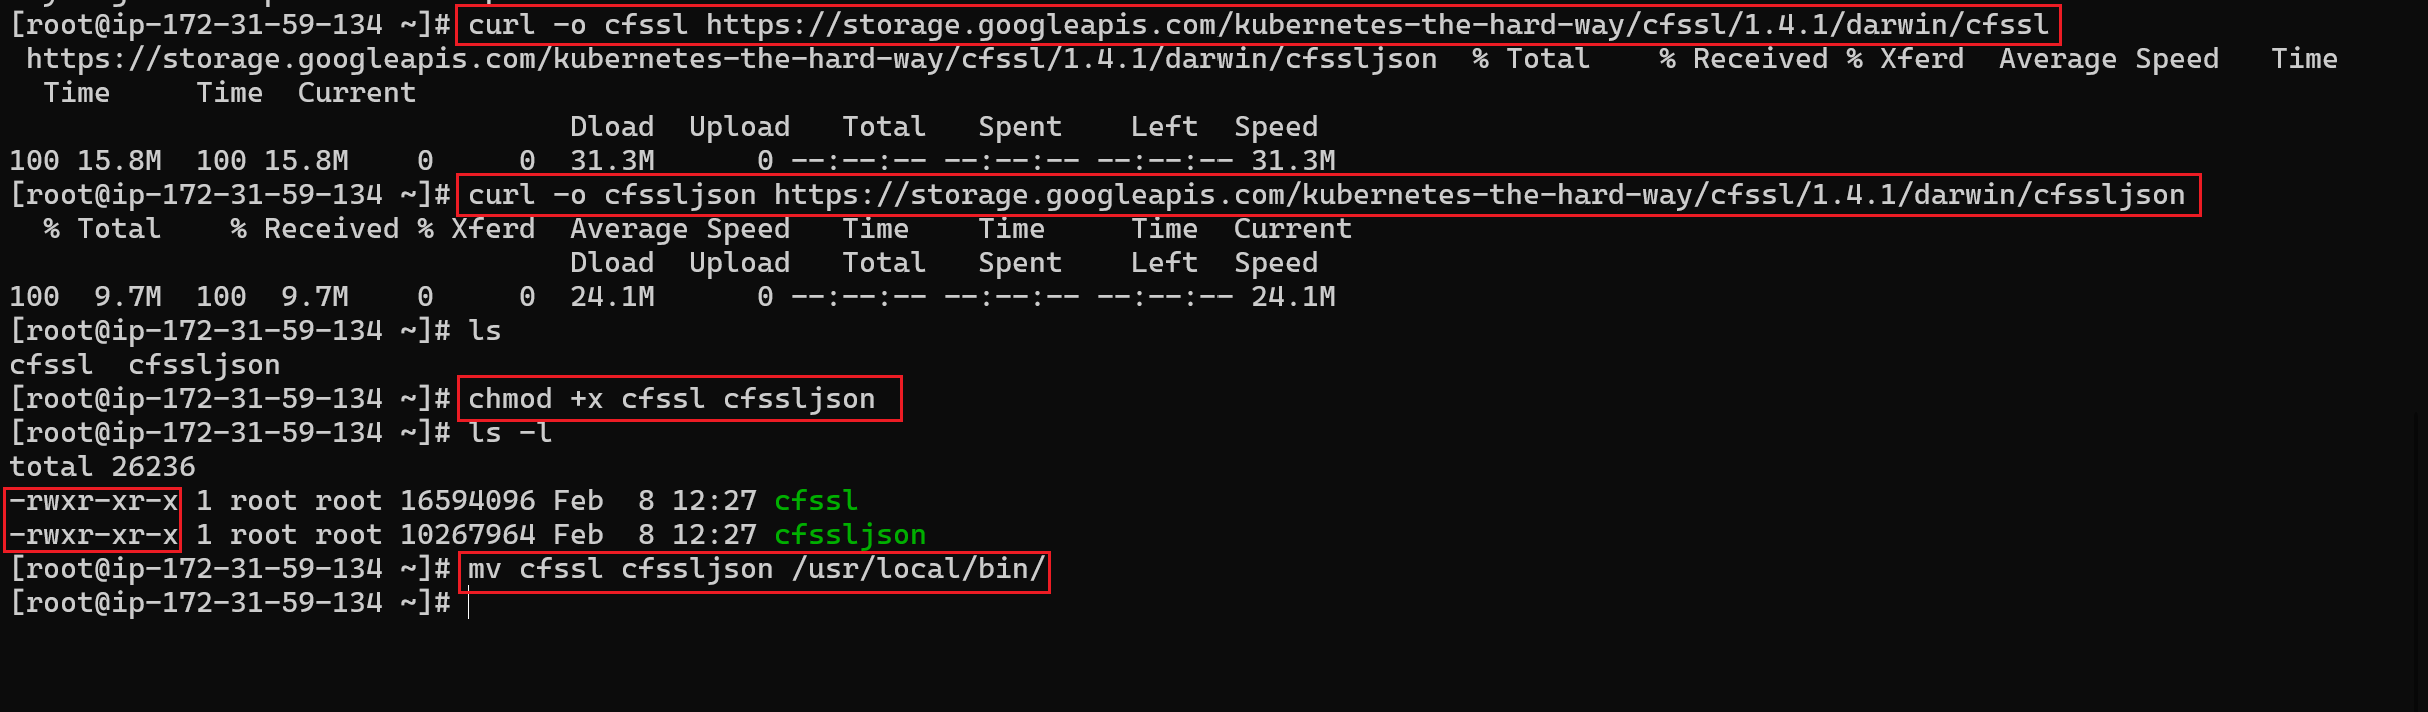 [root@ip-172-31-59-134 ~]# curl -o cfssl https://storage.googleapis.com/kubernetes-the-hard-way/cfssl/1.4.1/darwin/cfssl
 https://storage.googleapis.com/kubernetes-the-hard-way/cfssl/1.4.1/darwin/cfssljson  % Total    % Received % Xferd  Average Speed   Time
  Time     Time  Current
                                 Dload  Upload   Total   Spent    Left  Speed
100 15.8M  100 15.8M    0     0  31.3M      0 --:--:-- --:--:-- --:--:-- 31.3M
[root@ip-172-31-59-134 ~]# curl -o cfssljson https://storage.googleapis.com/kubernetes-the-hard-way/cfssl/1.4.1/darwin/cfssljson
  % Total    % Received % Xferd  Average Speed   Time    Time     Time  Current
                                 Dload  Upload   Total   Spent    Left  Speed
100  9.7M  100  9.7M    0     0  24.1M      0 --:--:-- --:--:-- --:--:-- 24.1M
[root@ip-172-31-59-134 ~]# ls
cfssl  cfssljson
[root@ip-172-31-59-134 ~]# chmod +x cfssl cfssljson
[root@ip-172-31-59-134 ~]# ls -l
total 26236
-rwxr-xr-x 1 root root 16594096 Feb  8 12:27 cfssl
-rwxr-xr-x 1 root root 10267964 Feb  8 12:27 cfssljson
[root@ip-172-31-59-134 ~]# mv cfssl cfssljson /usr/local/bin/
[root@ip-172-31-59-134 ~]#